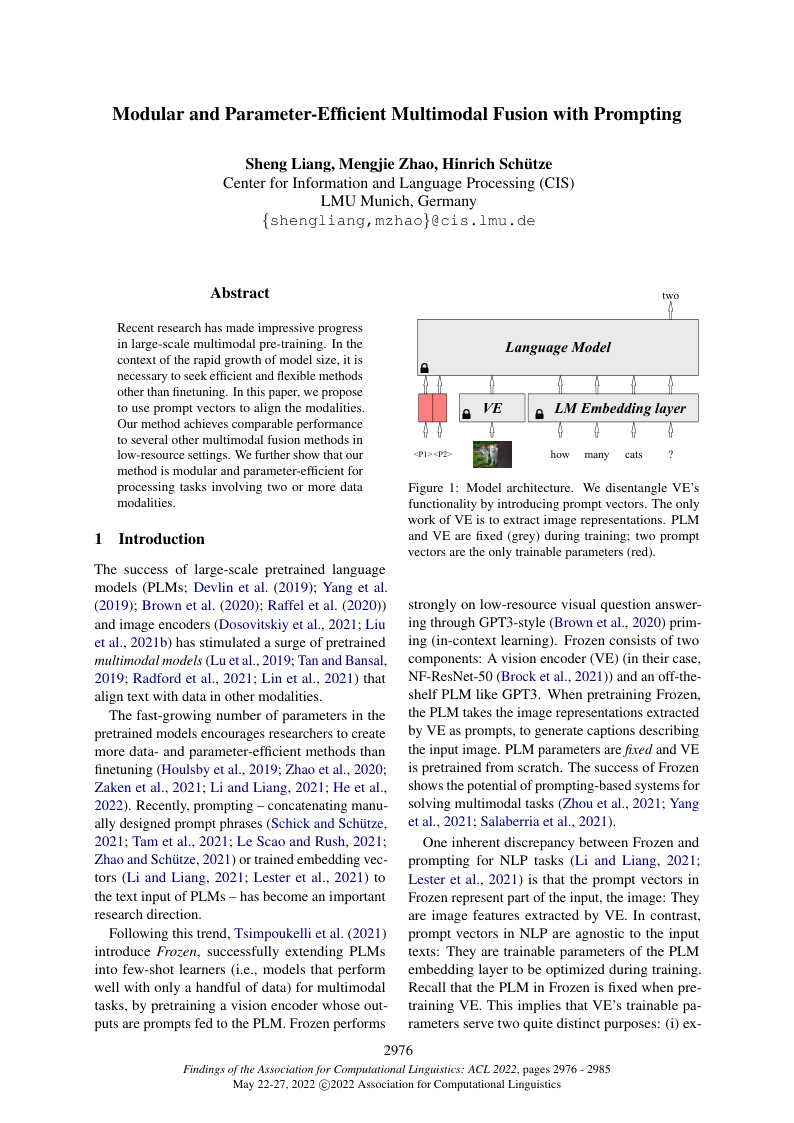 Modular and Parameter-Efficient Multimodal Fusion with Prompting
Sheng Liang, Mengjie Zhao, Hinrich Schütze
Center for Information and Language Processing (CIS)
LMU Munich, Germany
{shengliang,mzhao}@cis.lmu.de
Abstract
Recent research has made impressive progress
in large-scale multimodal pre-training. In the
context of the rapid growth of model size, it is
necessary to seek efficient and flexible methods
other than finetuning. In this paper, we propose
to use prompt vectors to align the modalities.
Our method achieves comparable performance
to several other multimodal fusion methods in
low-resource settings. We further show that our
method is modular and parameter-efficient for
processing tasks involving two or more data
modalities.
1 Introduction
The success of large-scale pretrained language
models (PLMs; Devlin et al. (2019); Yang et al.
(2019); Brown et al. (2020); Raffel et al. (2020))
and image encoders (Dosovitskiy et al., 2021; Liu
et al., 2021b) has stimulated a surge of pretrained
multimodal models (Lu et al., 2019; Tan and Bansal,
2019; Radford et al., 2021; Lin et al., 2021) that
align text with data in other modalities.
The fast-growing number of parameters in the
pretrained models encourages researchers to create
more data- and parameter-efficient methods than
finetuning (Houlsby et al., 2019; Zhao et al., 2020;
Zaken et al., 2021; Li and Liang, 2021; He et al.,
2022). Recently, prompting – concatenating manu-
ally designed prompt phrases (Schick and Schütze,
2021; Tam et al., 2021; Le Scao and Rush, 2021;
Zhao and Schütze, 2021) or trained embedding vec-
tors (Li and Liang, 2021; Lester et al., 2021) to
the text input of PLMs – has become an important
research direction.
Following this trend, Tsimpoukelli et al. (2021)
introduce Frozen, successfully extending PLMs
into few-shot learners (i.e., models that perform
well with only a handful of data) for multimodal
tasks, by pretraining a vision encoder whose out-
puts are prompts fed to the PLM. Frozen performs
two
Language Model
VE
LM Embedding layer
<P1> <P2>
how many cats ?
Figure 1: Model architecture. We disentangle VE's
functionality by introducing prompt vectors. The only
work of VE is to extract image representations. PLM
and VE are fixed (grey) during training; two prompt
vectors are the only trainable parameters (red).
strongly on low-resource visual question answer-
ing through GPT3-style (Brown et al., 2020) prim-
ing (in-context learning). Frozen consists of two
components: A vision encoder (VE) (in their case,
NF-ResNet-50 (Brock et al., 2021)) and an off-the-
shelf PLM like GPT3. When pretraining Frozen,
the PLM takes the image representations extracted
by VE as prompts, to generate captions describing
the input image. PLM parameters are fixed and VE
is pretrained from scratch. The success of Frozen
shows the potential of prompting-based systems for
solving multimodal tasks (Zhou et al., 2021; Yang
et al., 2021; Salaberria et al., 2021).
One inherent discrepancy between Frozen and
prompting for NLP tasks (Li and Liang, 2021;
Lester et al., 2021) is that the prompt vectors in
Frozen represent part of the input, the image: They
are image features extracted by VE. In contrast,
prompt vectors in NLP are agnostic to the input
texts: They are trainable parameters of the PLM
embedding layer to be optimized during training.
Recall that the PLM in Frozen is fixed when pre-
training VE. This implies that VE's trainable pa-
rameters serve two quite distinct purposes: (i) ex-
2976
Findings of the Association for Computational Linguistics: ACL 2022, pages 2976 - 2985
May 22-27, 2022 ©2022 Association for Computational Linguistics